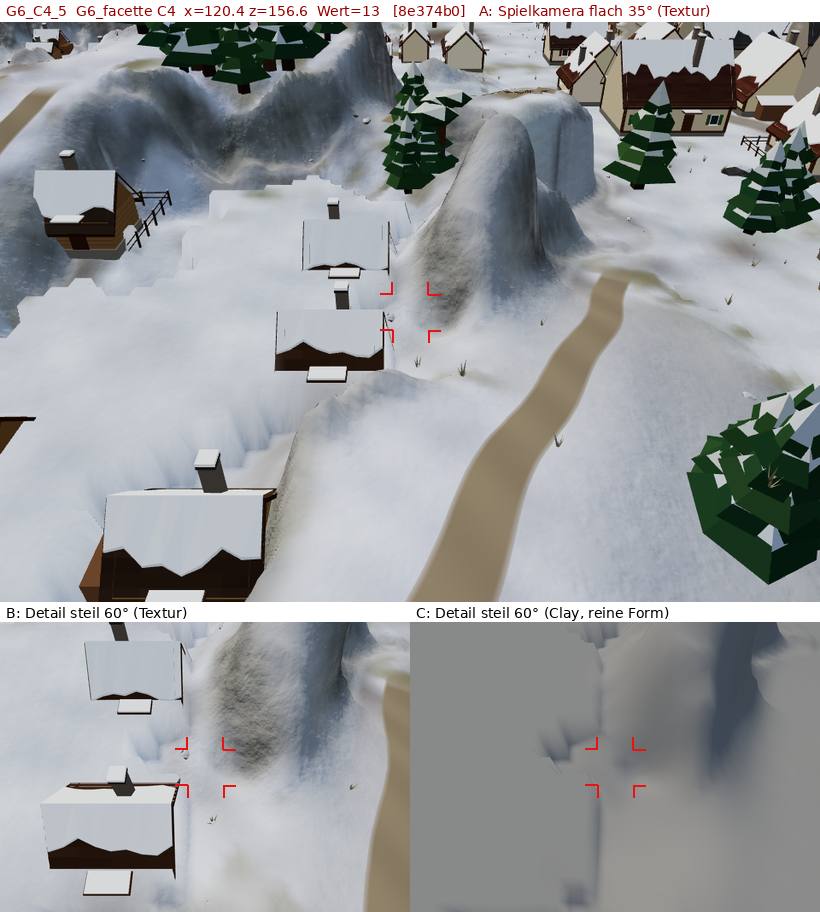 G6_C4_5 G6_facette C4 x=120.4 z=156.6 Wert=13 [8e374b0] A: Spielkamera flach 35° (Textur)
B: Detail steil 60° (Textur)
C: Detail steil 60° (Clay, reine Form)